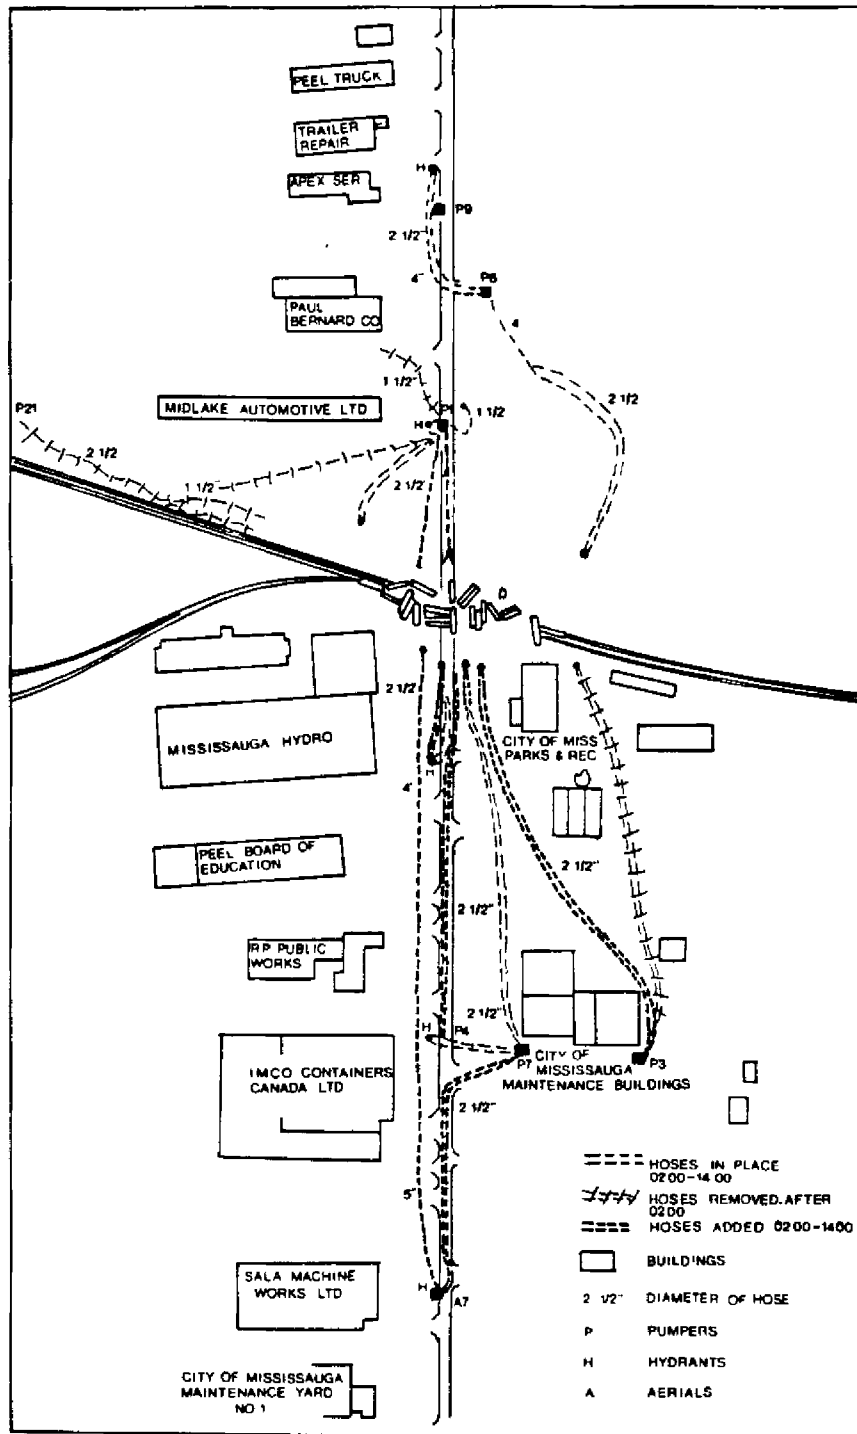 PEEL TRUCK
TRAILER
REPAIR
H
APEX SER
P9
2 1/2"
4"
P6
PAUL
BERNARD CO
4
1 1/2"
MIDLAKE AUTOMOTIVE LTD
2 1/2
P21
1 1/2
H
2 1/2
1 1/2"
2 1/2"
D
2 1/2"
MISSISSAUGA HYDRO
CITY OF MISS
PARKS & REC
4"
PEEL BOARD OF
EDUCATION
2 1/2"
2 1/2"
R P PUBLIC
WORKS
2 1/2"
H
P4
IMCO CONTAINERS
CANADA LTD
P7
CITY OF
MISSISSAUGA
MAINTENANCE BUILDINGS
P3
2 1/2"
5"
HOSES IN PLACE
0200-1400
HOSES REMOVED AFTER
0200
HOSES ADDED 0200-1400
BUILDINGS
SALA MACHINE
WORKS LTD
H
A7
2 1/2" DIAMETER OF HOSE
P PUMPERS
H HYDRANTS
A AERIALS
CITY OF MISSISSAUGA
MAINTENANCE YARD
NO 1